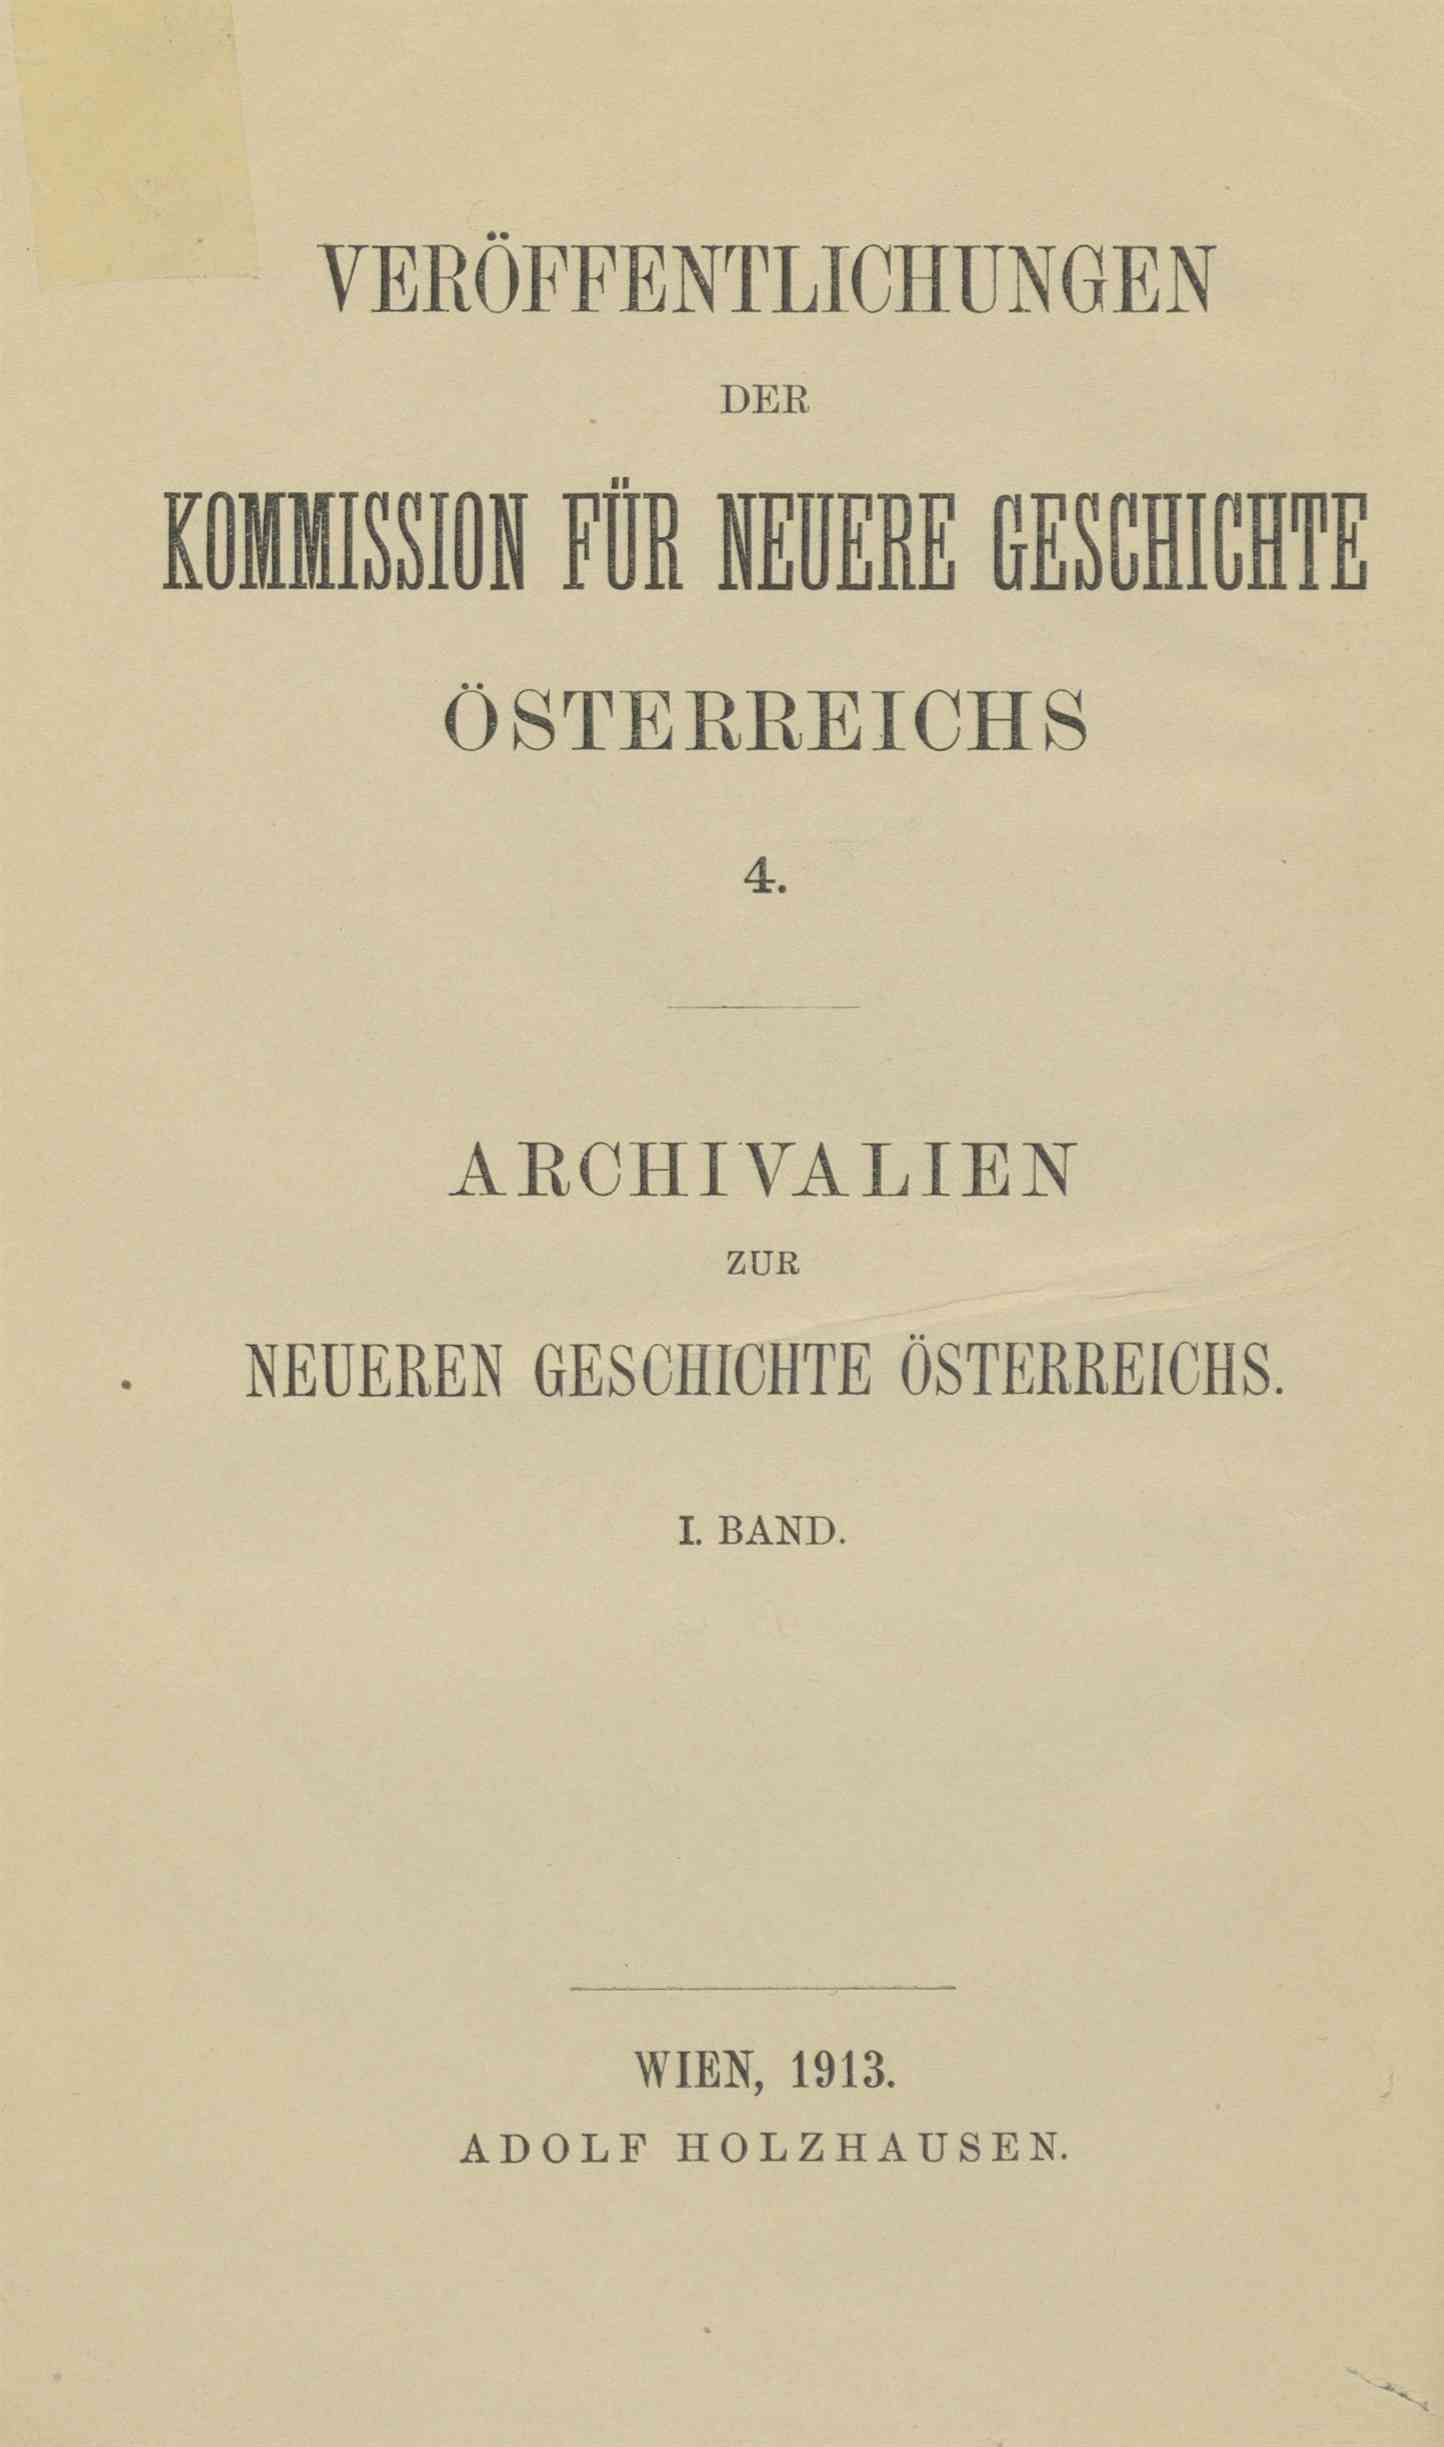 VERÖFFENTLICHUNGEN
DER
KOMMISSION FÜR NEUERE GESCHICHTE
ÖSTERREICHS
4.
ARCHIVALIEN
ZUR
NEUEREN GESCHICHTE ÖSTERREICHS.
I. BAND.
WIEN, 1913.
ADOLF HOLZHAUSEN.